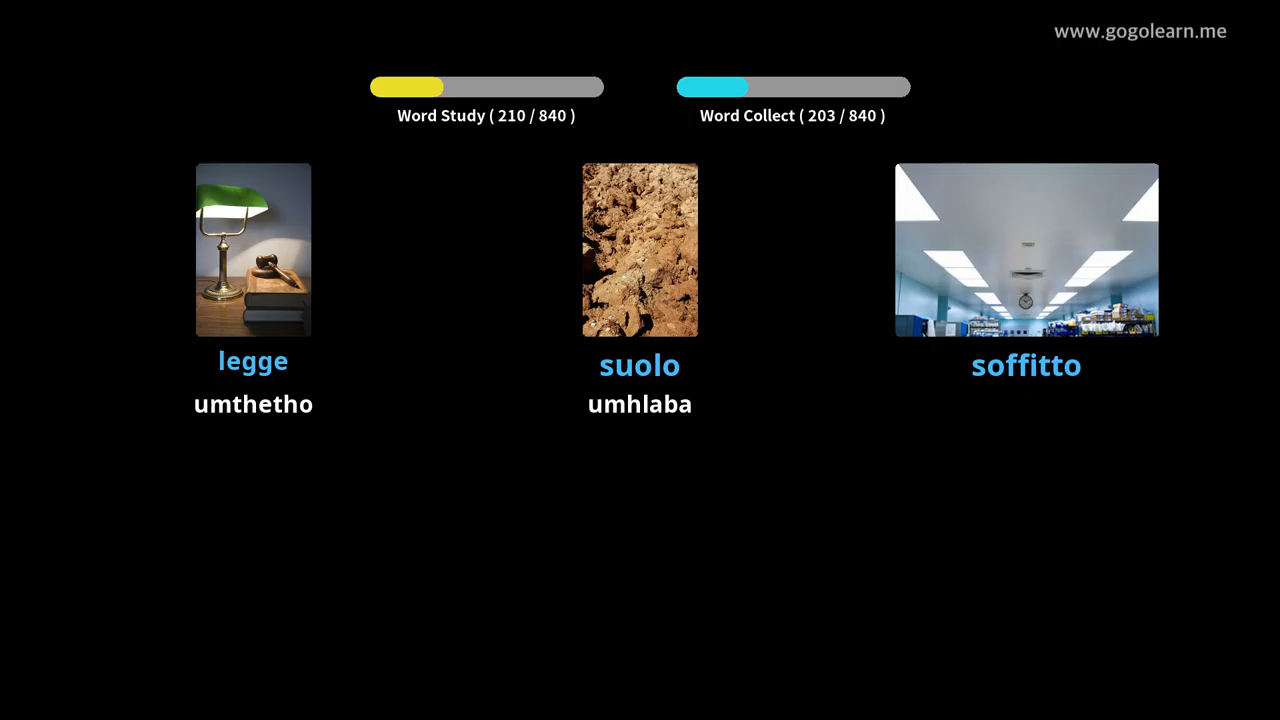 www.gogolearn.me
Word Study ( 210 / 840 )
Word Collect ( 203 / 840 )
legge
suolo
soffitto
umthetho
umhlaba